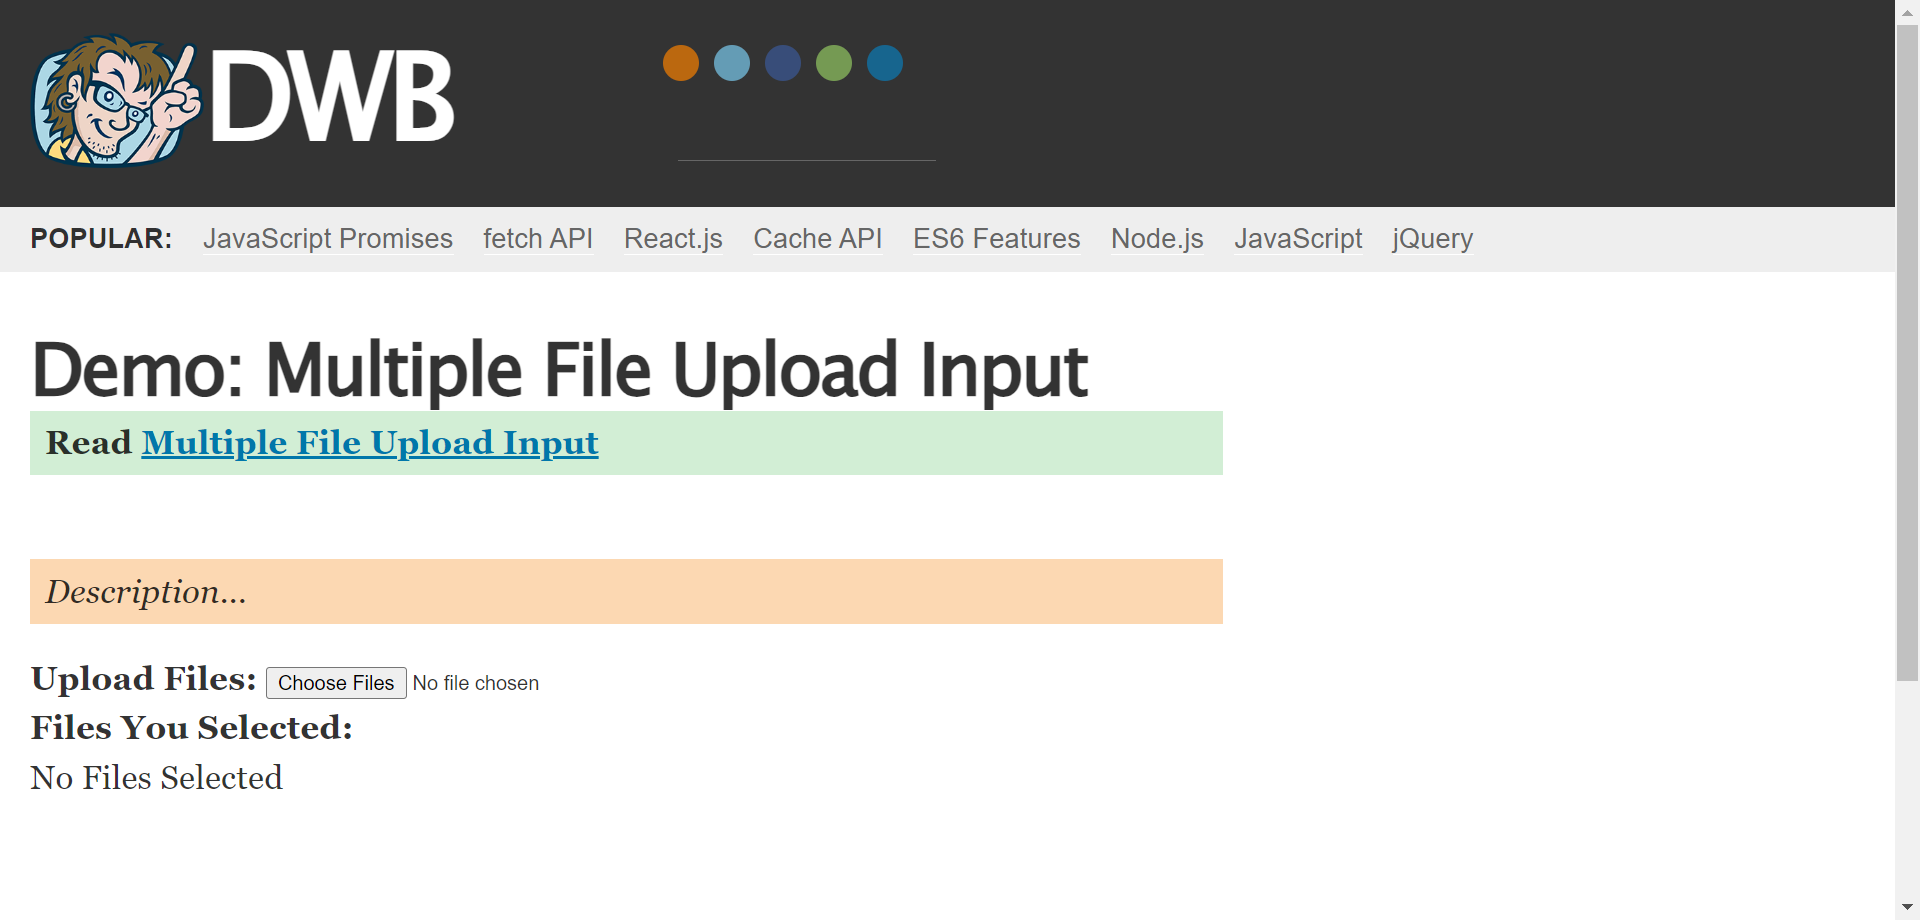 DWB
POPULAR: JavaScript Promises fetch API React.js Cache API ES6 Features Node.js JavaScript jQuery
Demo: Multiple File Upload Input
Read Multiple File Upload Input
Description...
Upload Files: Choose Files No file chosen
Files You Selected:
No Files Selected